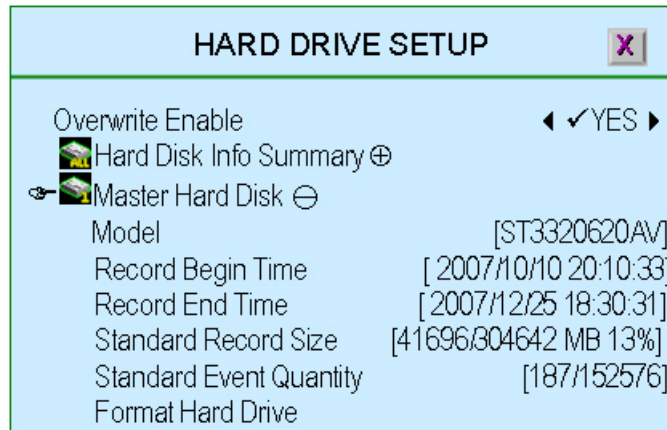 HARD DRIVE SETUP X
Overwrite Enable ✓YES
ALL Hard Disk Info Summary ⊕
1 Master Hard Disk ⊖
Model [ST3320620AV]
Record Begin Time [ 2007/10/10 20:10:33]
Record End Time [ 2007/12/25 18:30:31]
Standard Record Size [41696/304642 MB 13%]
Standard Event Quantity [187/152576]
Format Hard Drive